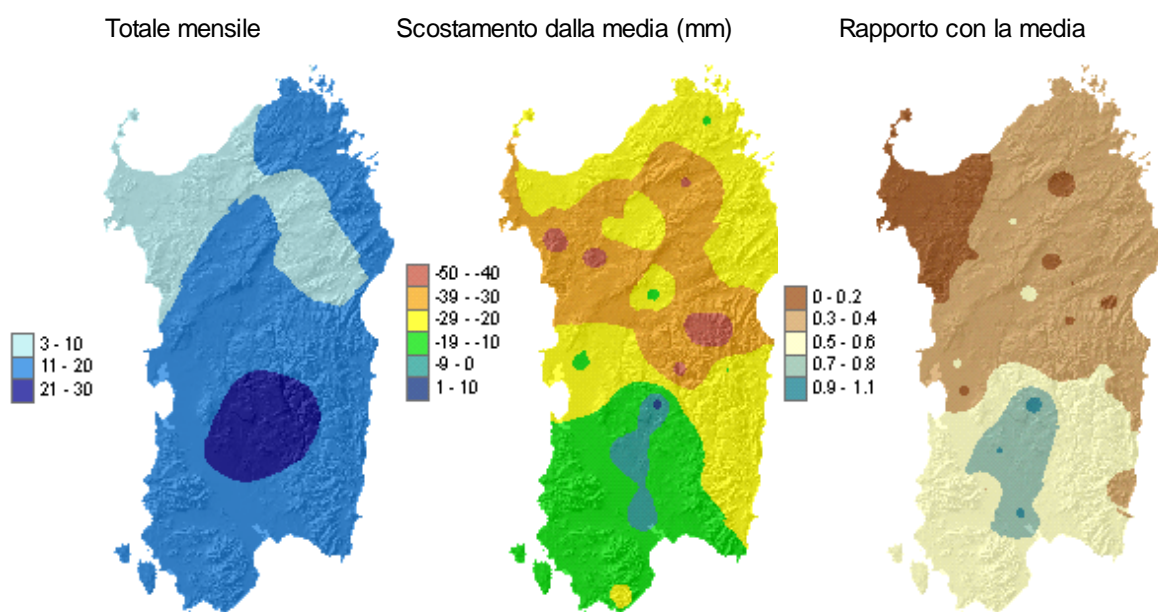 Totale mensile
Scostamento dalla media (mm)
Rapporto con la media
3 - 10
11 - 20
21 - 30
-50 - -40
-39 - -30
-29 - -20
-19 - -10
-9 - 0
1 - 10
0 - 0.2
0.3 - 0.4
0.5 - 0.6
0.7 - 0.8
0.9 - 1.1